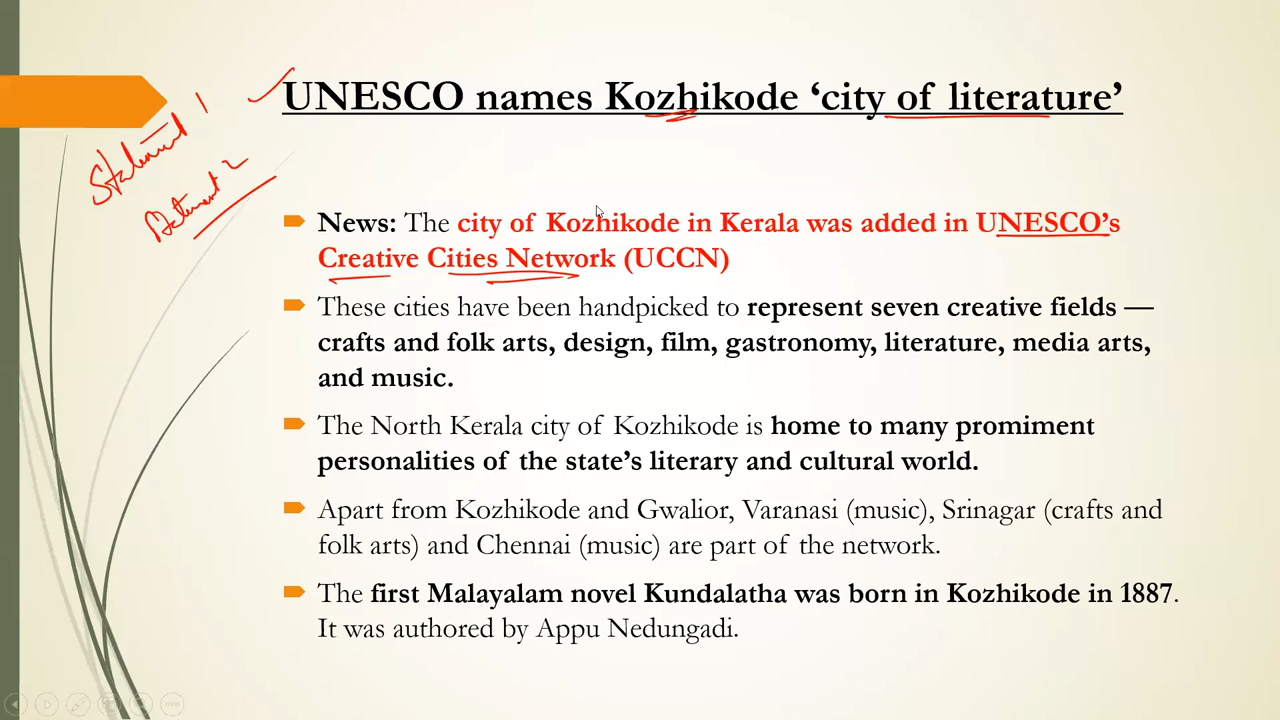 UNESCO names Kozhikode ‘city of literature’
Statement 1
Statement 2
News: The city of Kozhikode in Kerala was added in UNESCO’s
Creative Cities Network (UCCN)
These cities have been handpicked to represent seven creative fields —
crafts and folk arts, design, film, gastronomy, literature, media arts,
and music.
The North Kerala city of Kozhikode is home to many promiment
personalities of the state’s literary and cultural world.
Apart from Kozhikode and Gwalior, Varanasi (music), Srinagar (crafts and
folk arts) and Chennai (music) are part of the network.
The first Malayalam novel Kundalatha was born in Kozhikode in 1887.
It was authored by Appu Nedungadi.